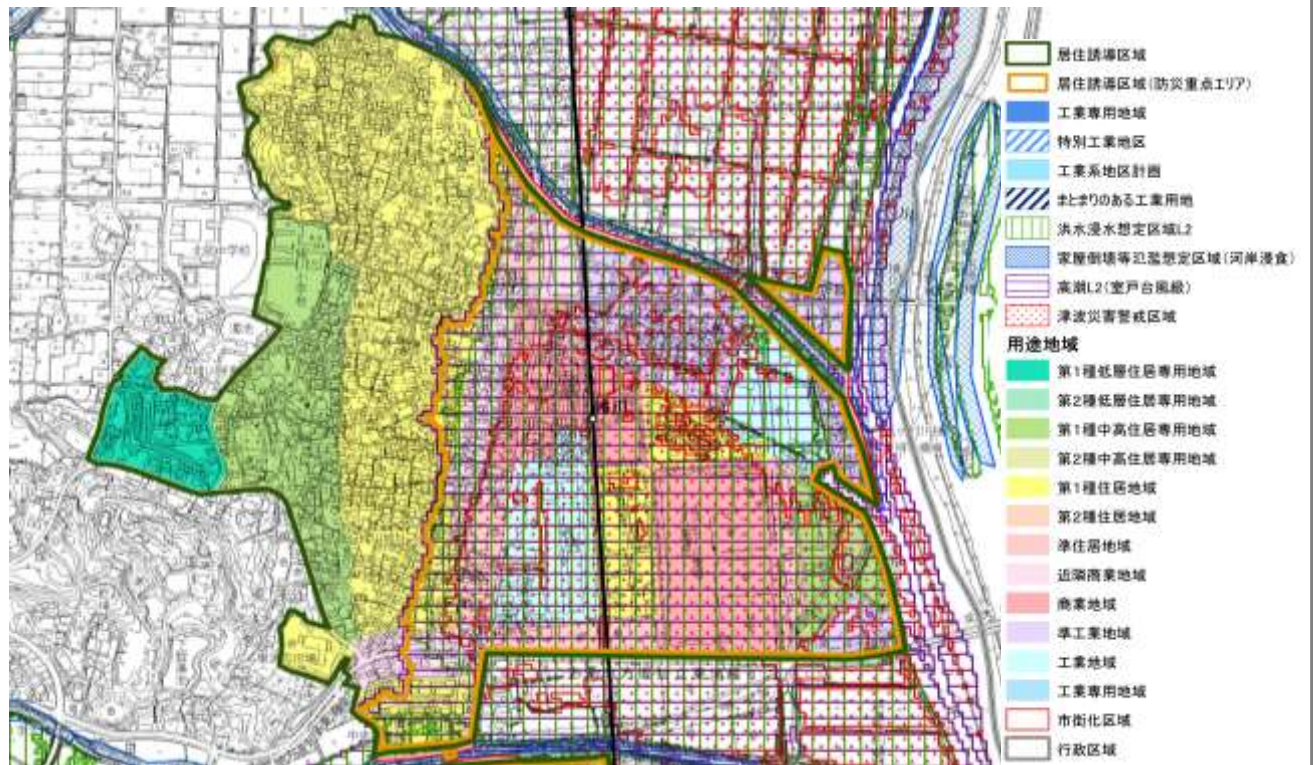 居住誘導区域
居住誘導区域(防災重点エリア)
工業専用地域
特別工業地区
工業系地区計画
まとまりのある工業用地
洪水浸水想定区域L2
家屋倒壊等氾濫想定区域(河岸浸食)
高潮L2(室戸台風級)
津波災害警戒区域
用途地域
第1種低層住居専用地域
第2種低層住居専用地域
第1種中高住居専用地域
第2種中高住居専用地域
第1種住居地域
第2種住居地域
準住居地域
近隣商業地域
商業地域
準工業地域
工業地域
工業専用地域
市街化区域
行政区域